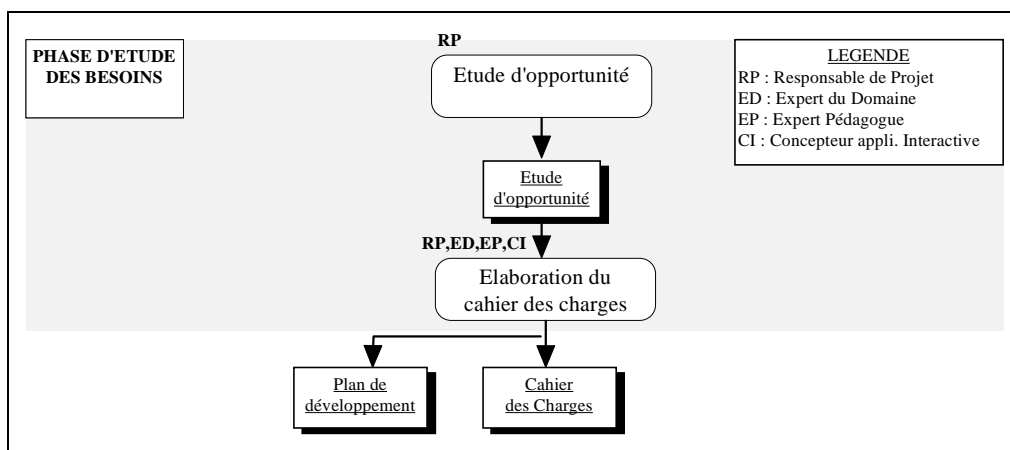 PHASE D'ETUDE
DES BESOINS
RP
Etude d'opportunité
LEGENDE
RP : Responsable de Projet
ED : Expert du Domaine
EP : Expert Pédagogue
CI : Concepteur appli. Interactive
Etude
d'opportunité
RP,ED,EP,CI
Elaboration du
cahier des charges
Plan de
développement
Cahier
des Charges